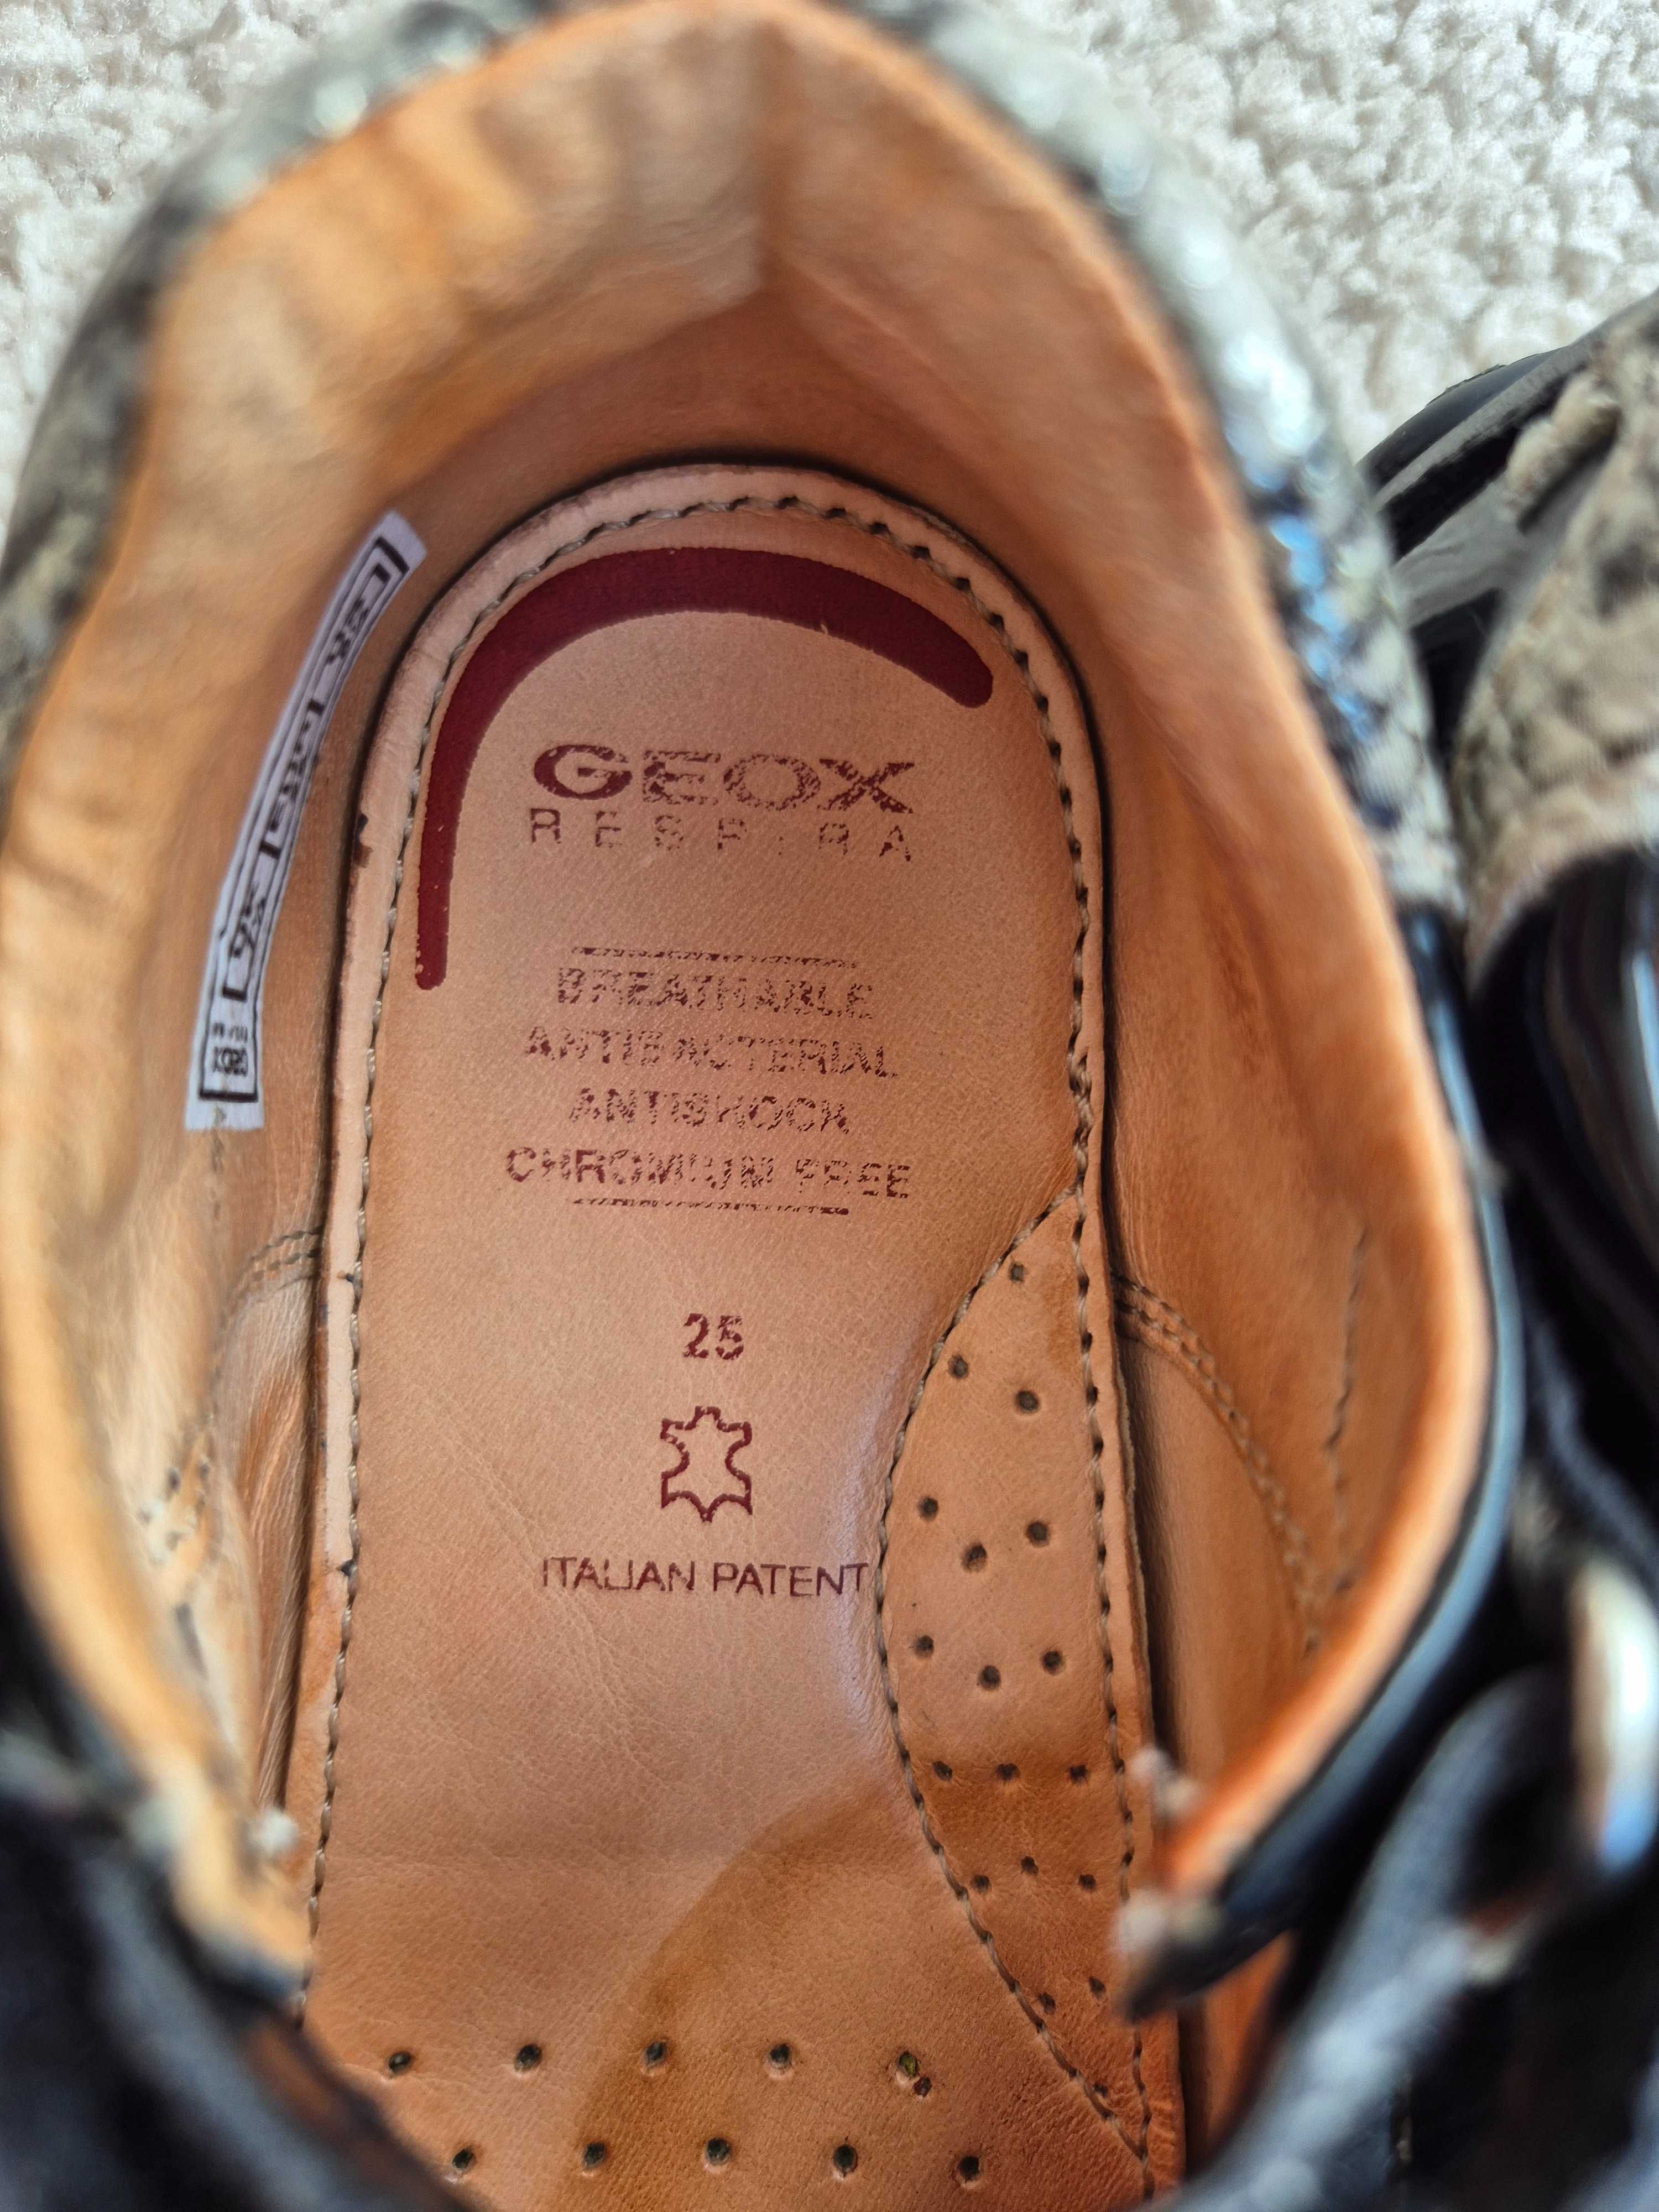 GEOX
RESPIRA
BREATHABLE
ANTIBACTERIAL
ANTISHOCK
CHROMIUM FREE
25
ITALIAN PATENT